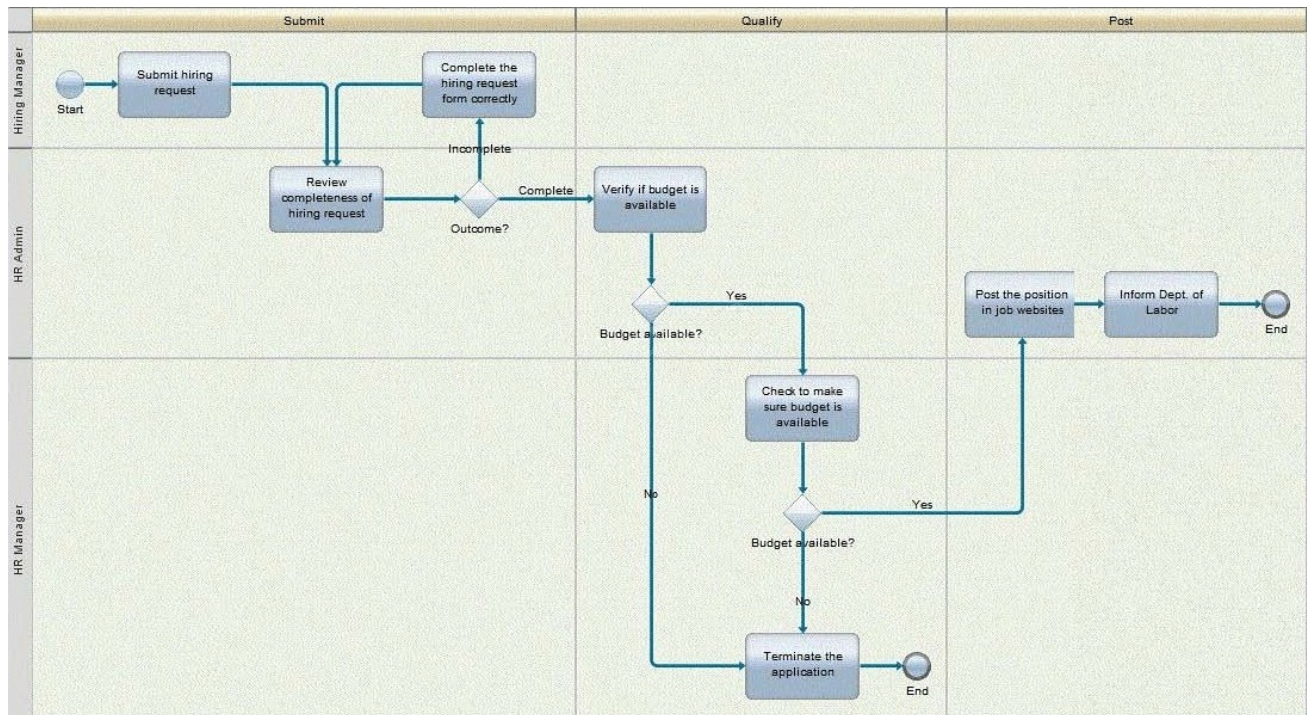 Submit
Qualify
Post
Hiring Manager
Start
Submit hiring
request
Complete the
hiring request
form correctly
Incomplete
HR Admin
Review
completeness of
hiring request
Outcome?
Complete
Verify if budget is
available
Budget available?
Yes
Post the position
in job websites
Inform Dept. of
Labor
End
HR Manager
Check to make
sure budget is
available
No
Budget available?
Yes
No
Terminate the
application
End